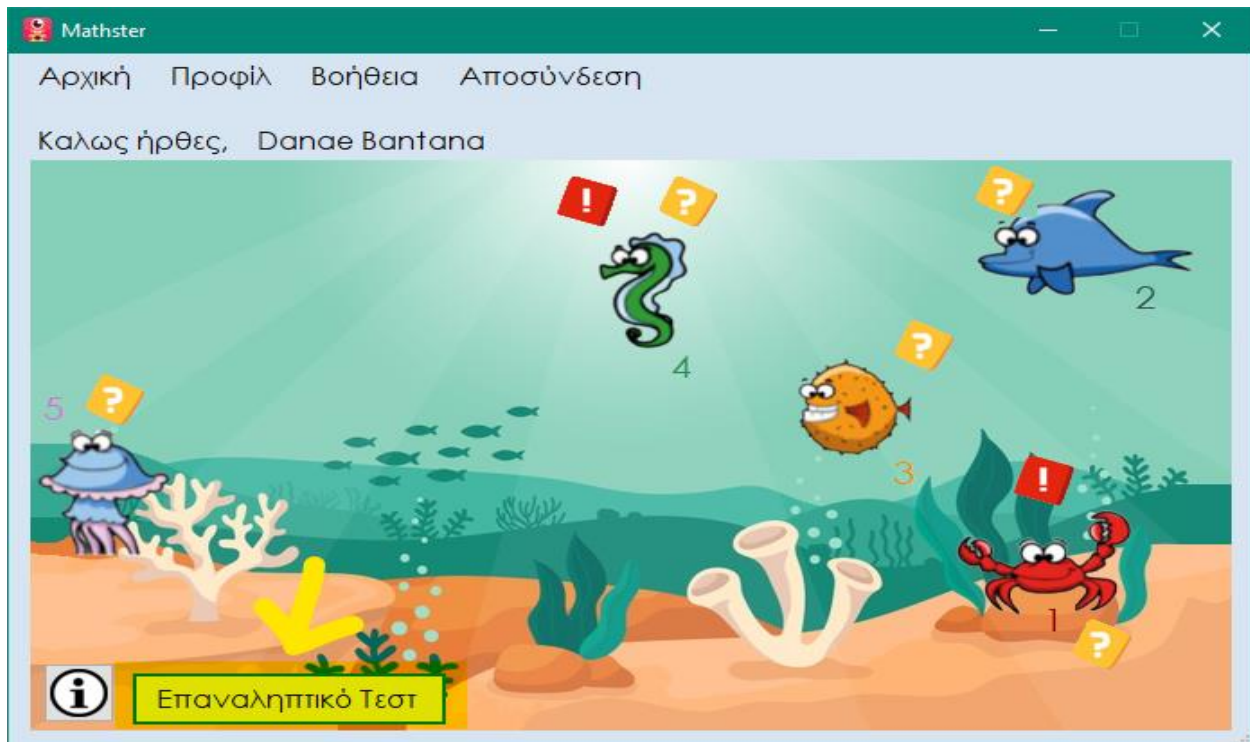 Mathster
Αρχική Προφίλ Βοήθεια Αποσύνδεση
Καλως ήρθες, Danae Bantana
! ? ?
2
?
4
? 5
3
!
1
?
i Επαναληπτικό Τεστ